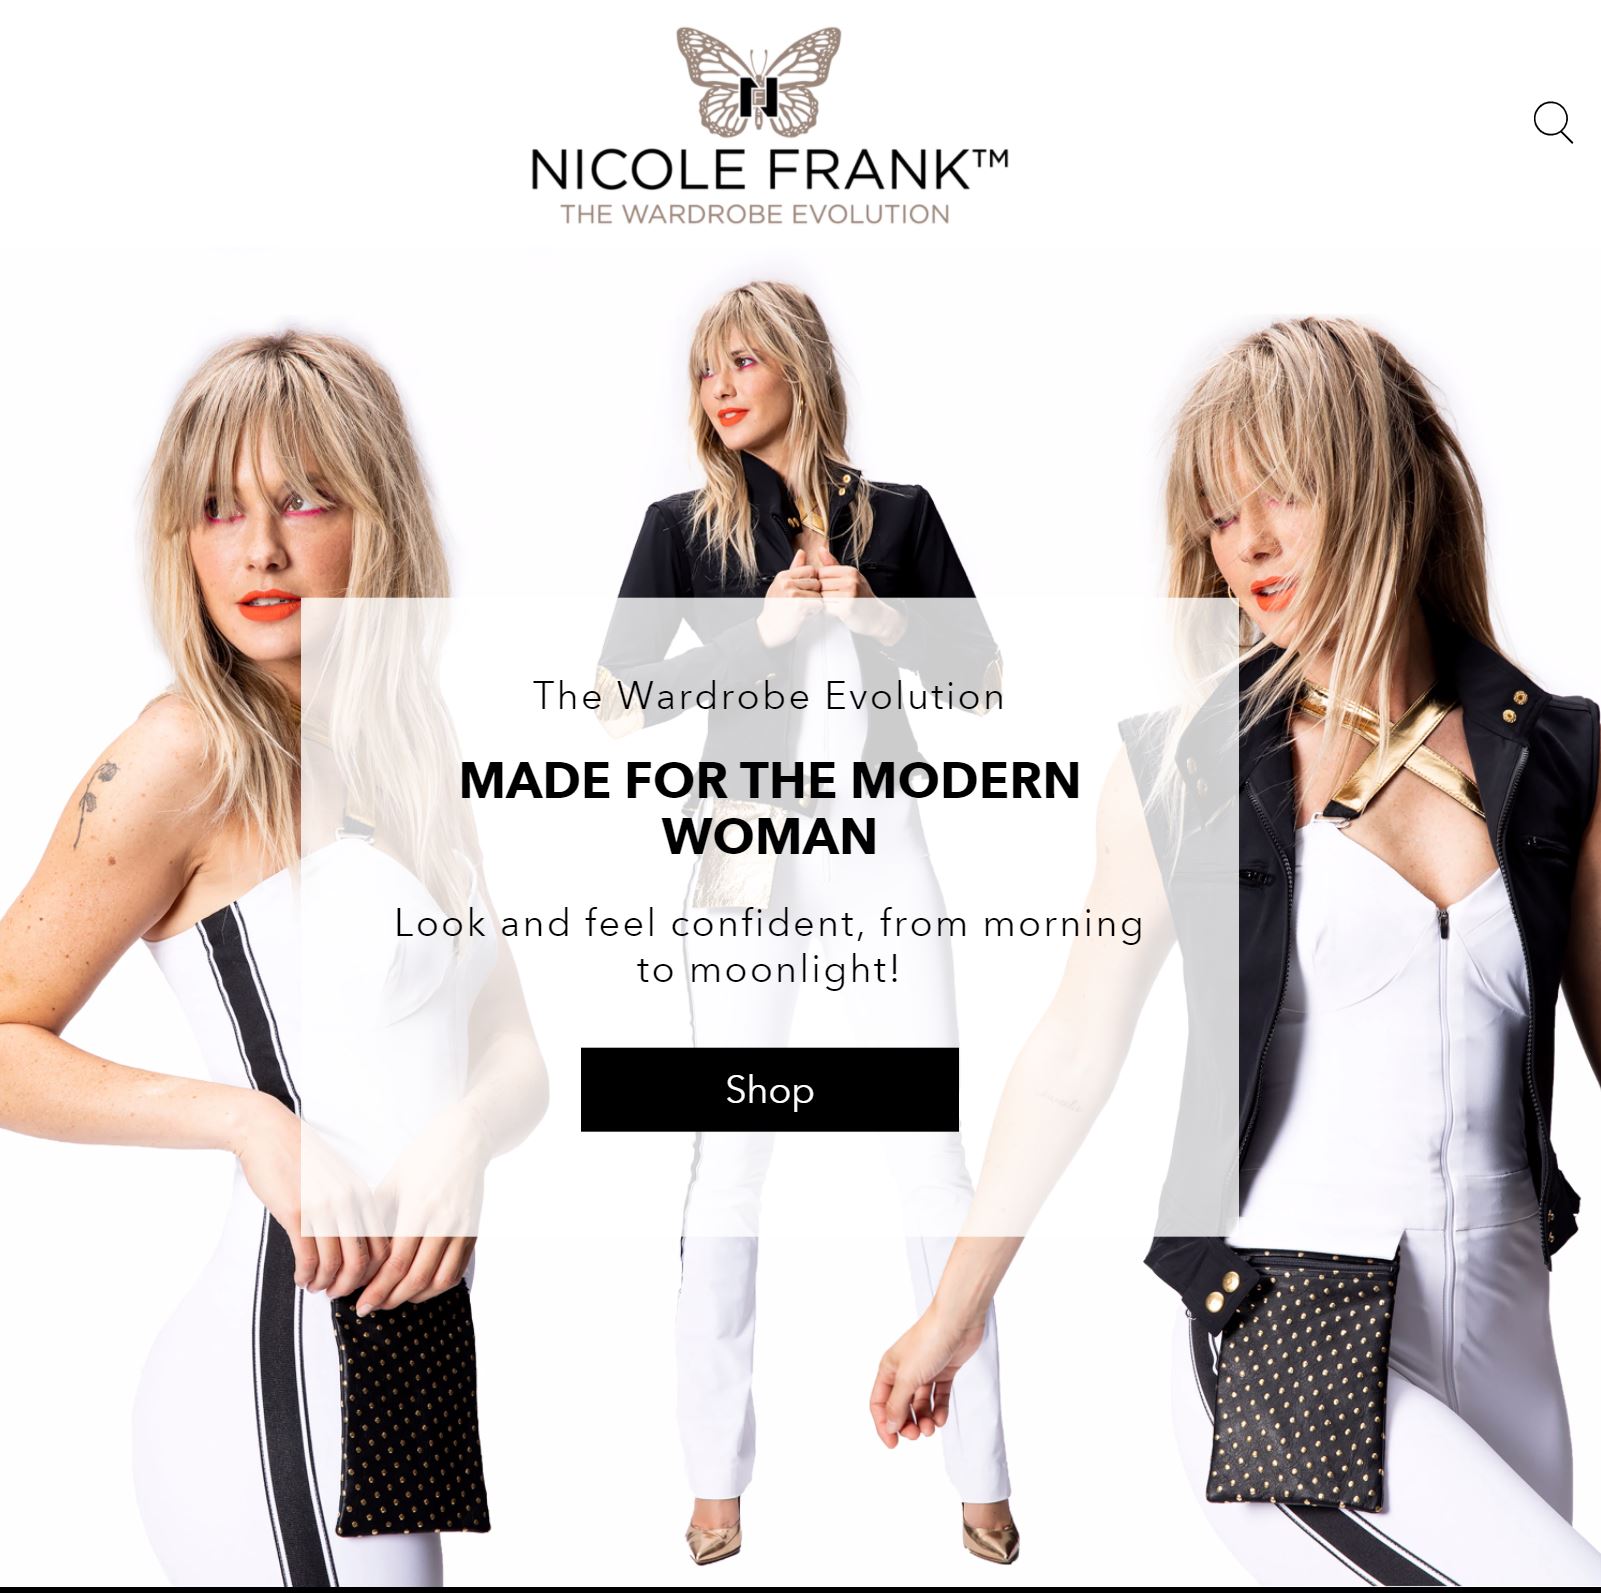 N
F
NICOLE FRANK™
THE WARDROBE EVOLUTION
The Wardrobe Evolution
MADE FOR THE MODERN
WOMAN
Look and feel confident, from morning
to moonlight!
Shop